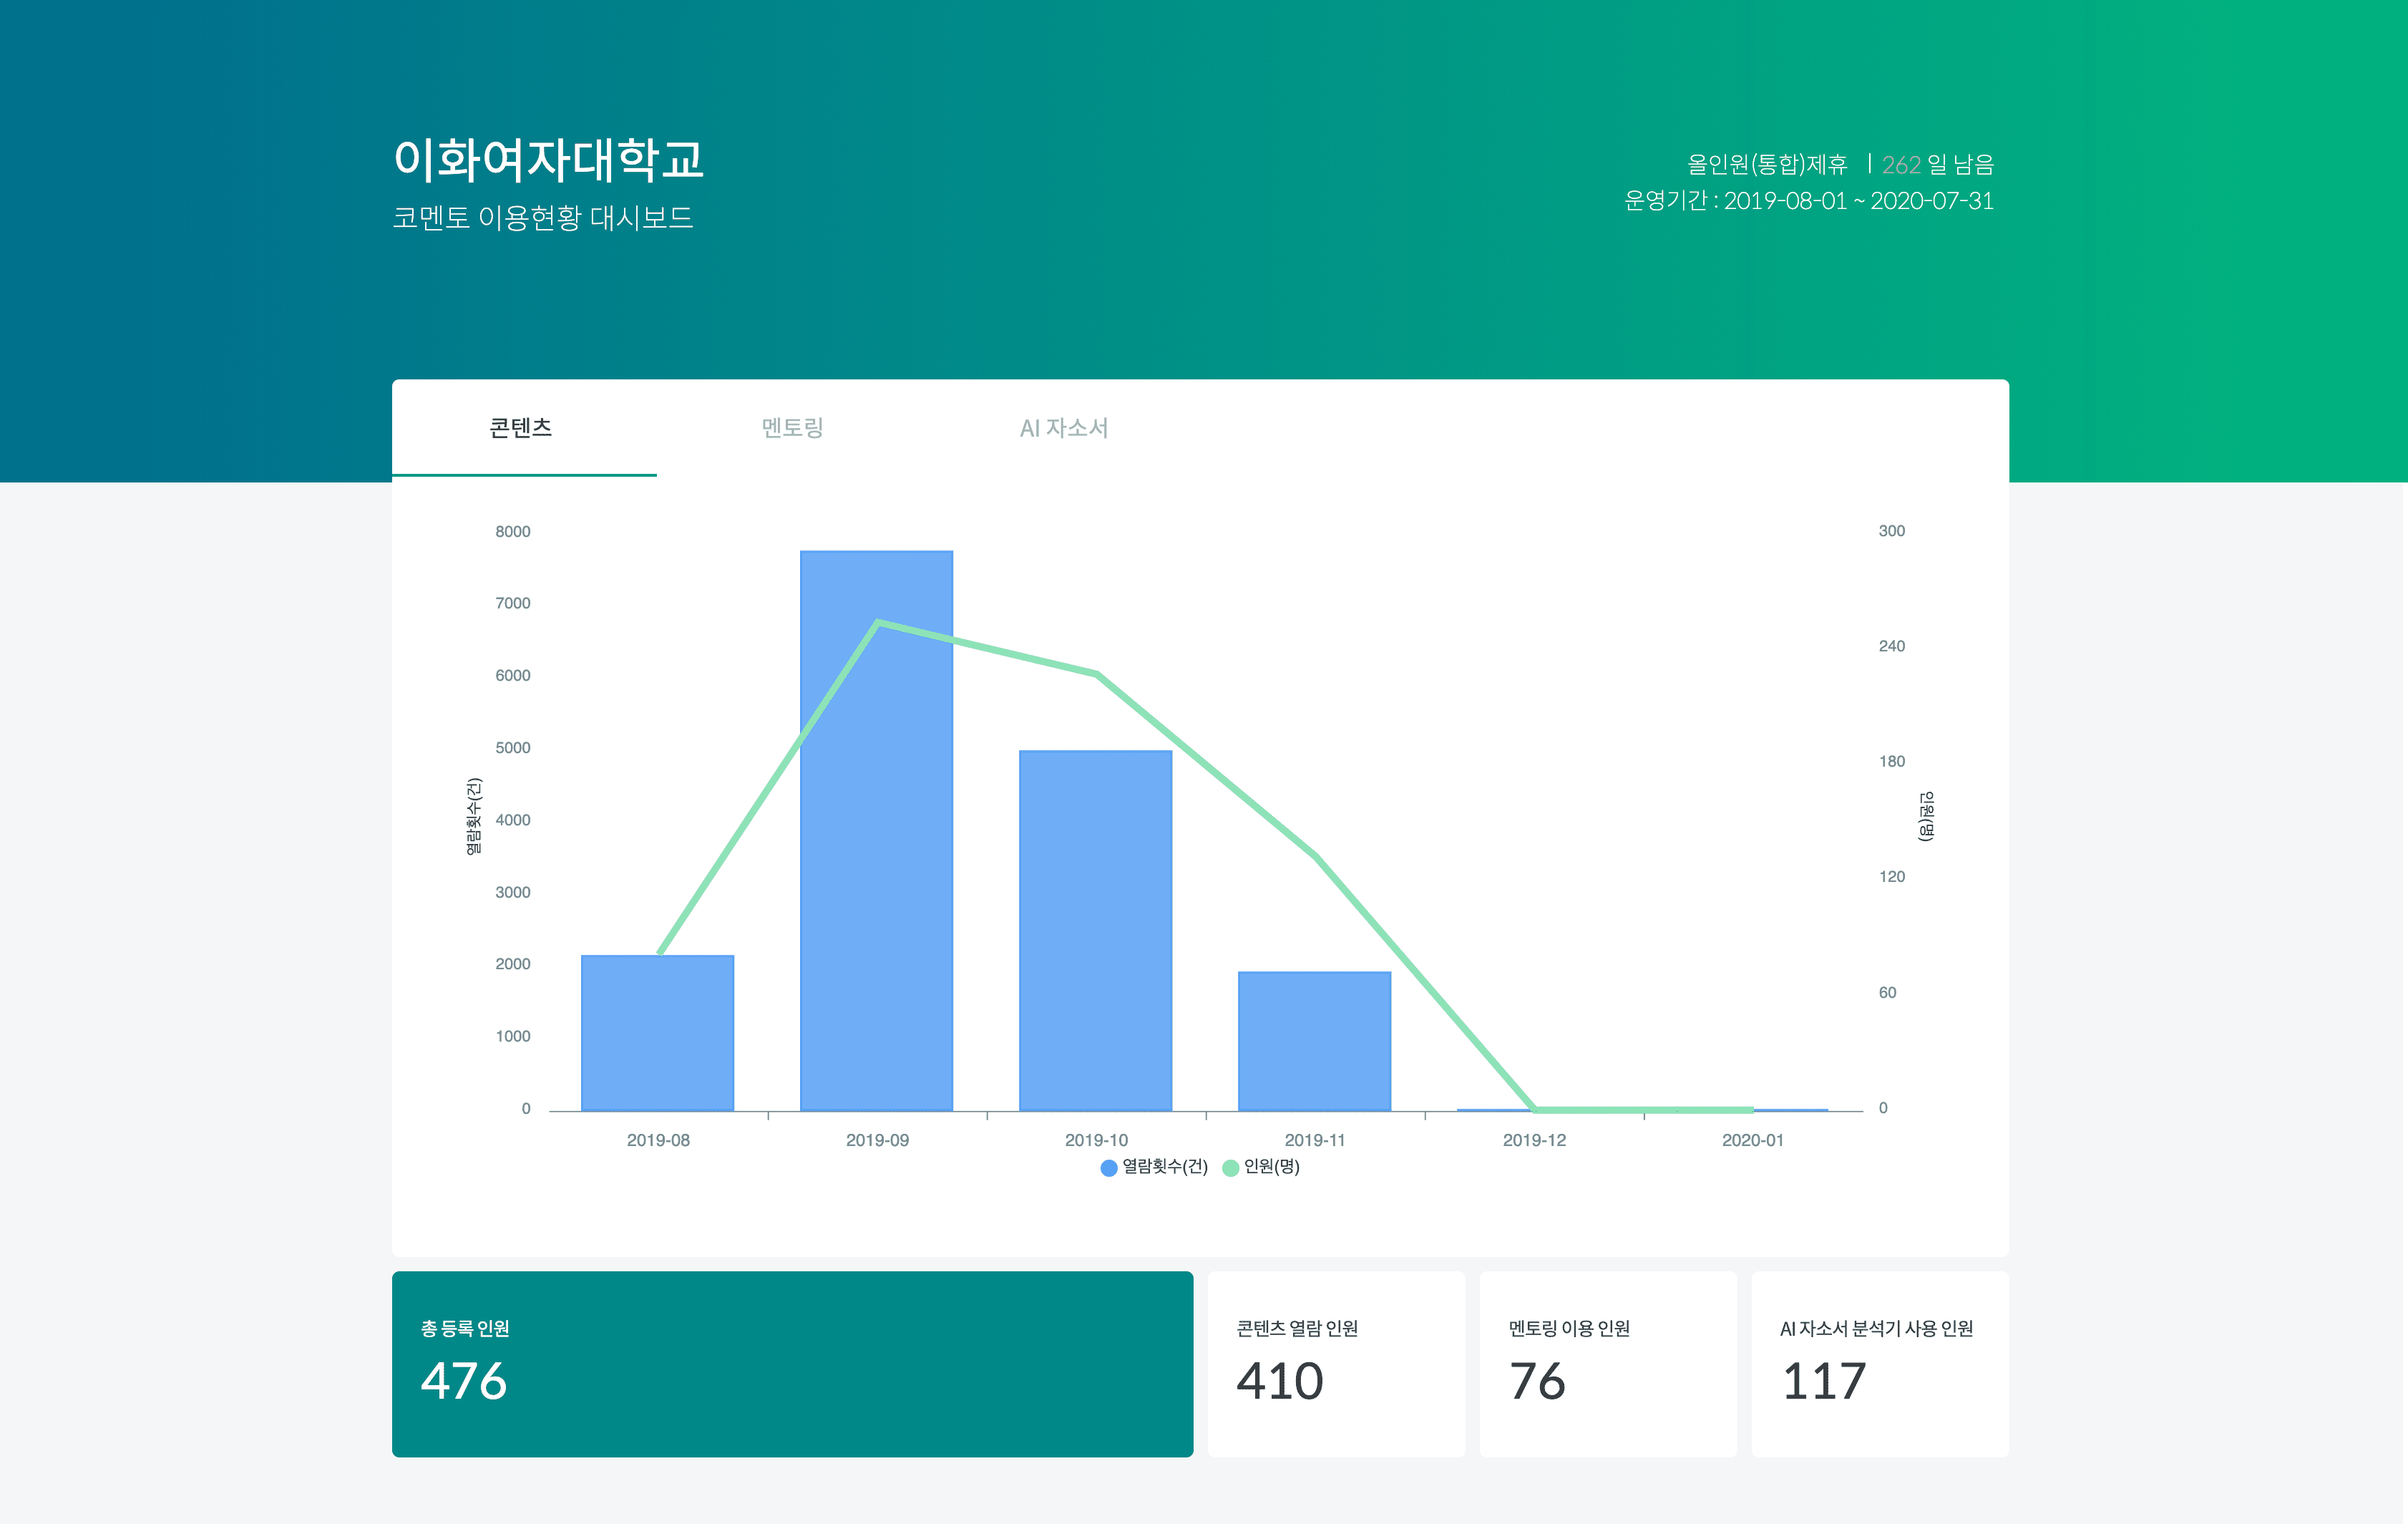 이화여자대학교
코멘토 이용현황 대시보드
올인원(통합)제휴 | 262 일 남음
운영기간 : 2019-08-01 ~ 2020-07-31
콘텐츠
멘토링
AI 자소서
8000
7000
6000
5000
4000
3000
2000
1000
0
열람횟수(건)
300
240
180
120
60
0
인원(명)
2019-08
2019-09
2019-10
2019-11
2019-12
2020-01
열람횟수(건)
인원(명)
총 등록 인원
476
콘텐츠 열람 인원
410
멘토링 이용 인원
76
AI 자소서 분석기 사용 인원
117